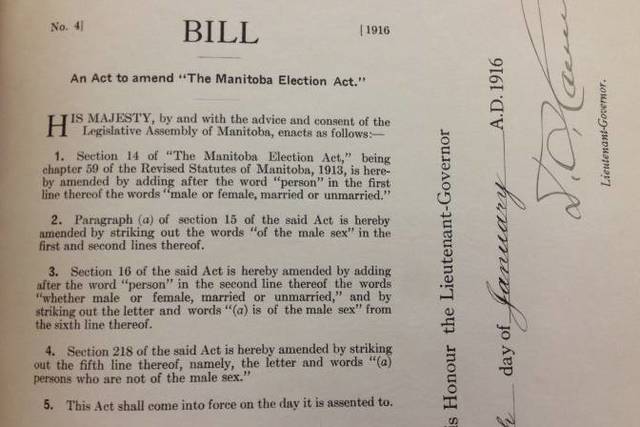 No. 4]
BILL
[1916
An Act to amend "The Manitoba Election Act."
HIS MAJESTY, by and with the advice and consent of the
Legislative Assembly of Manitoba, enacts as follows:—
1. Section 14 of "The Manitoba Election Act," being
chapter 59 of the Revised Statutes of Manitoba, 1913, is here-
by amended by adding after the word "person" in the first
line thereof the words "male or female, married or unmarried."
2. Paragraph (a) of section 15 of the said Act is hereby
amended by striking out the words "of the male sex" in the
first and second lines thereof.
3. Section 16 of the said Act is hereby amended by adding
after the word "person" in the second line thereof the words
"whether male or female, married or unmarried," and by
striking out the letter and words "(a) is of the male sex" from
the sixth line thereof.
4. Section 218 of the said Act is hereby amended by striking
out the fifth line thereof, namely, the letter and words "(a)
persons who are not of the male sex."
5. This Act shall come into force on the day it is assented to.
is Honour the Lieutenant-Governor
day of January A.D. 1916
Lieutenant-Governor.